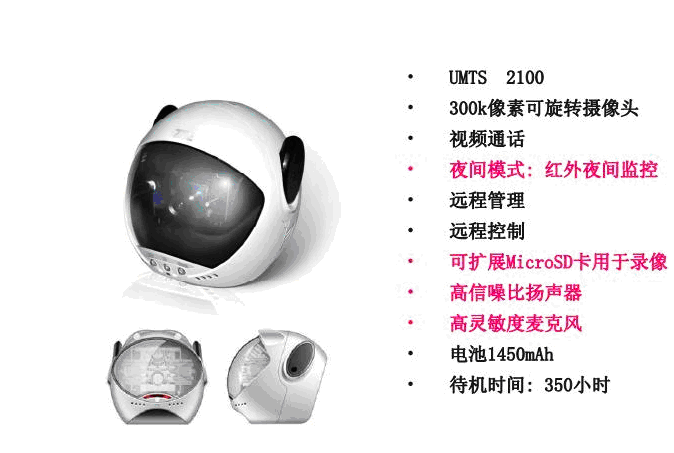 • UMTS 2100
• 300k像素可旋转摄像头
• 视频通话
• 夜间模式: 红外夜间监控
• 远程管理
• 远程控制
• 可扩展MicroSD卡用于录像
• 高信噪比扬声器
• 高灵敏度麦克风
• 电池1450mAh
• 待机时间: 350小时